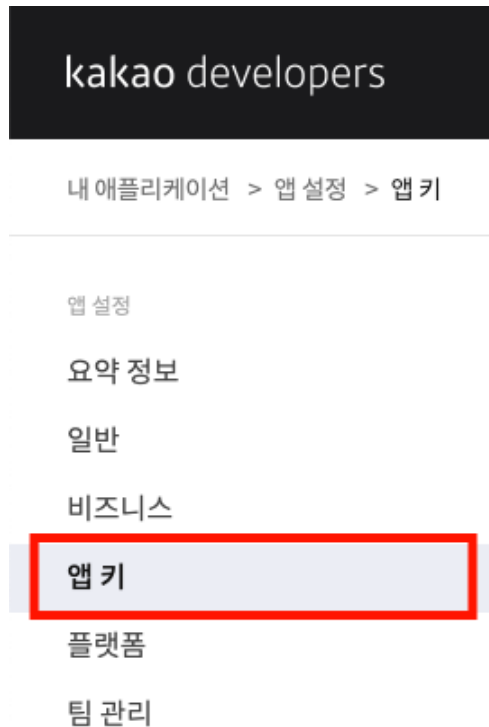 kakao developers
내 애플리케이션 > 앱 설정 > 앱 키
앱 설정
요약 정보
일반
비즈니스
앱 키
플랫폼
팀 관리